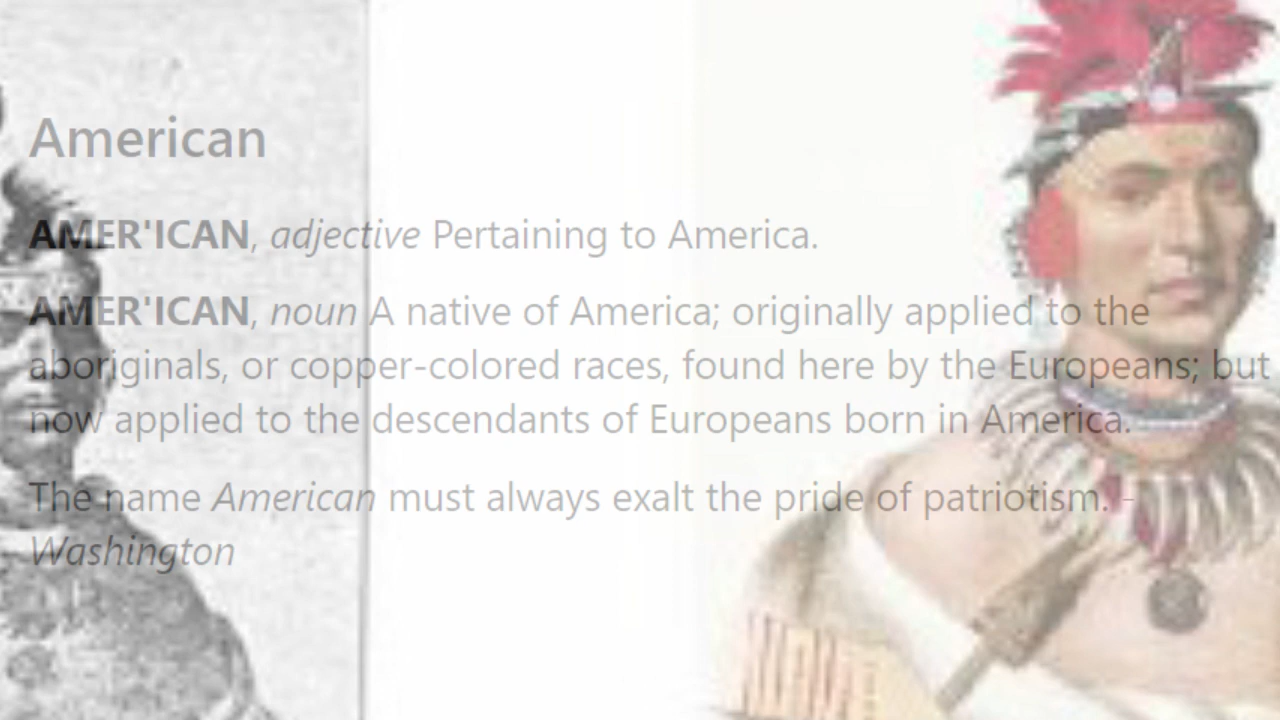 American
AMER'ICAN, adjective Pertaining to America.
AMER'ICAN, noun A native of America; originally applied to the
aboriginals, or copper-colored races, found here by the Europeans; but
now applied to the descendants of Europeans born in America.
The name American must always exalt the pride of patriotism. -
Washington